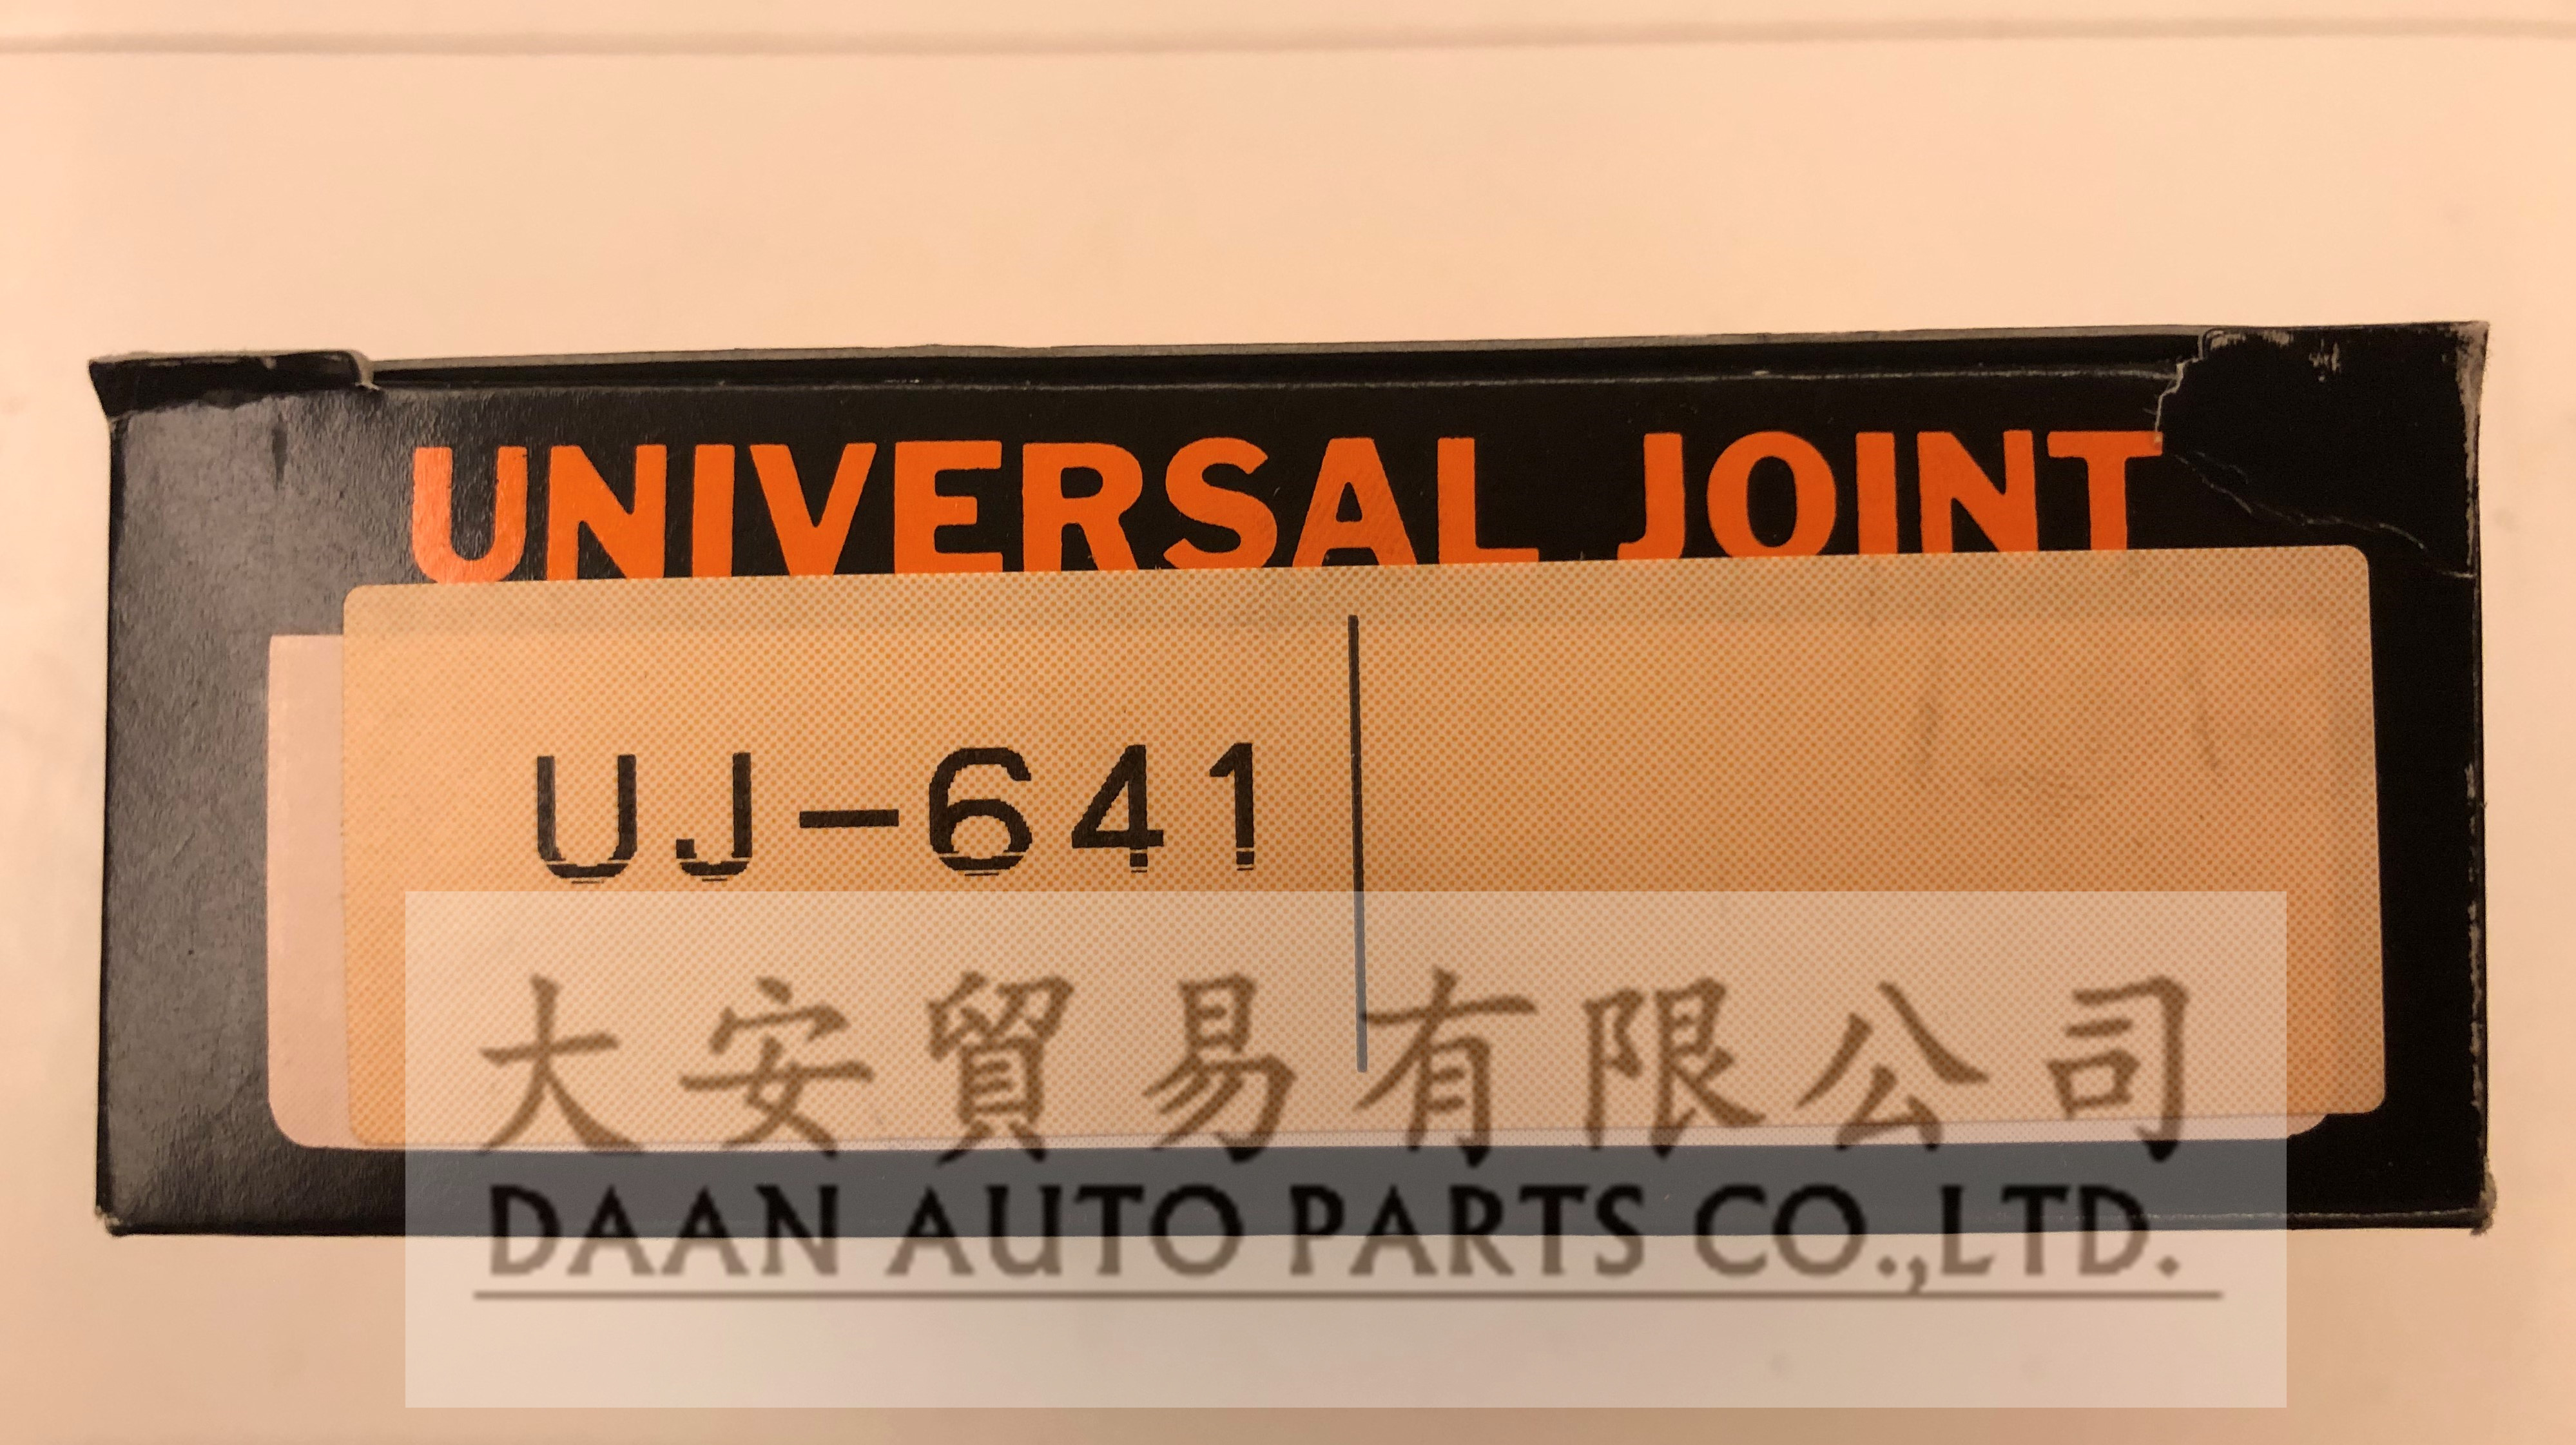 UNIVERSAL JOINT
UJ-641
大安貿易有限公司
DAAN AUTO PARTS CO.,LTD.